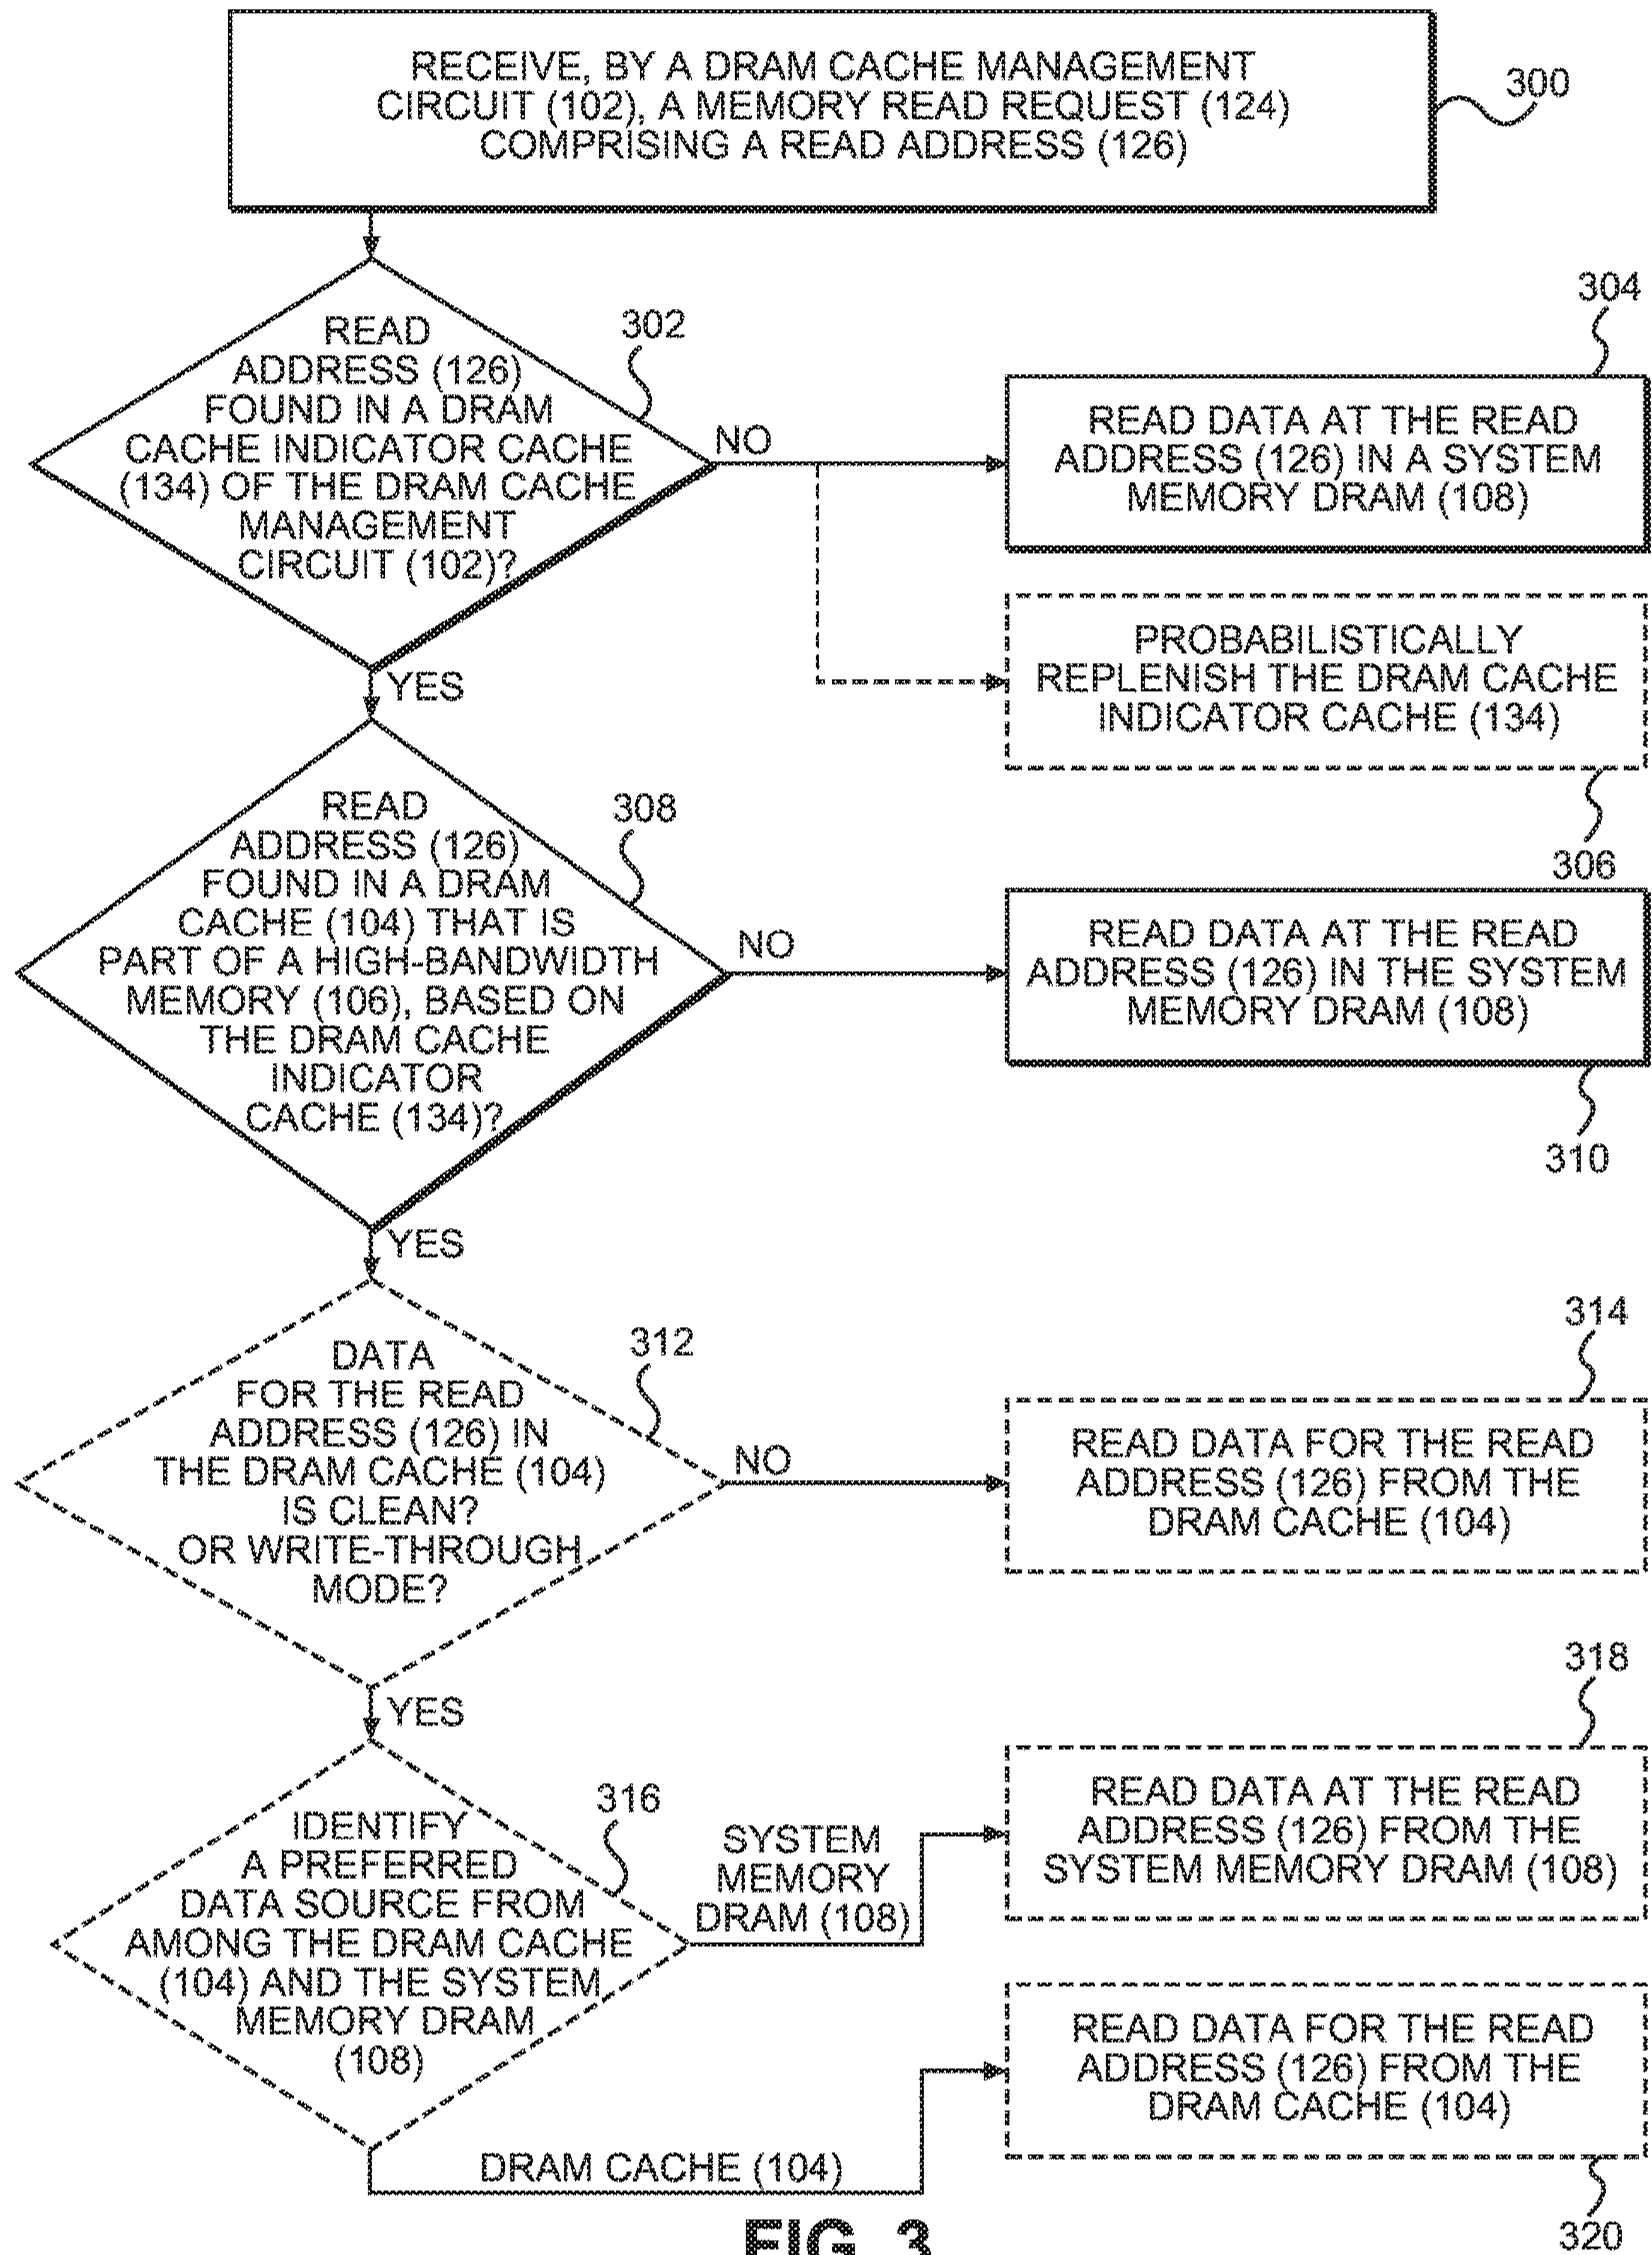 RECEIVE, BY A DRAM CACHE MANAGEMENT
CIRCUIT (102), A MEMORY READ REQUEST (124)
COMPRISING A READ ADDRESS (126)
300
READ
ADDRESS (126)
FOUND IN A DRAM
CACHE INDICATOR CACHE
(134) OF THE DRAM CACHE
MANAGEMENT
CIRCUIT (102)?
302
NO
YES
304
READ DATA AT THE READ
ADDRESS (126) IN A SYSTEM
MEMORY DRAM (108)
PROBABILISTICALLY
REPLENISH THE DRAM CACHE
INDICATOR CACHE (134)
306
READ
ADDRESS (126)
FOUND IN A DRAM
CACHE (104) THAT IS
PART OF A HIGH-BANDWIDTH
MEMORY (106), BASED ON
THE DRAM CACHE
INDICATOR
CACHE (134)?
308
NO
YES
READ DATA AT THE READ
ADDRESS (126) IN THE SYSTEM
MEMORY DRAM (108)
310
DATA
FOR THE READ
ADDRESS (126) IN
THE DRAM CACHE (104)
IS CLEAN?
OR WRITE-THROUGH
MODE?
312
NO
YES
314
READ DATA FOR THE READ
ADDRESS (126) FROM THE
DRAM CACHE (104)
IDENTIFY
A PREFERRED
DATA SOURCE FROM
AMONG THE DRAM CACHE
(104) AND THE SYSTEM
MEMORY DRAM
(108)
316
SYSTEM
MEMORY
DRAM (108)
318
READ DATA AT THE READ
ADDRESS (126) FROM THE
SYSTEM MEMORY DRAM (108)
DRAM CACHE (104)
READ DATA FOR THE READ
ADDRESS (126) FROM THE
DRAM CACHE (104)
320
FIG. 3